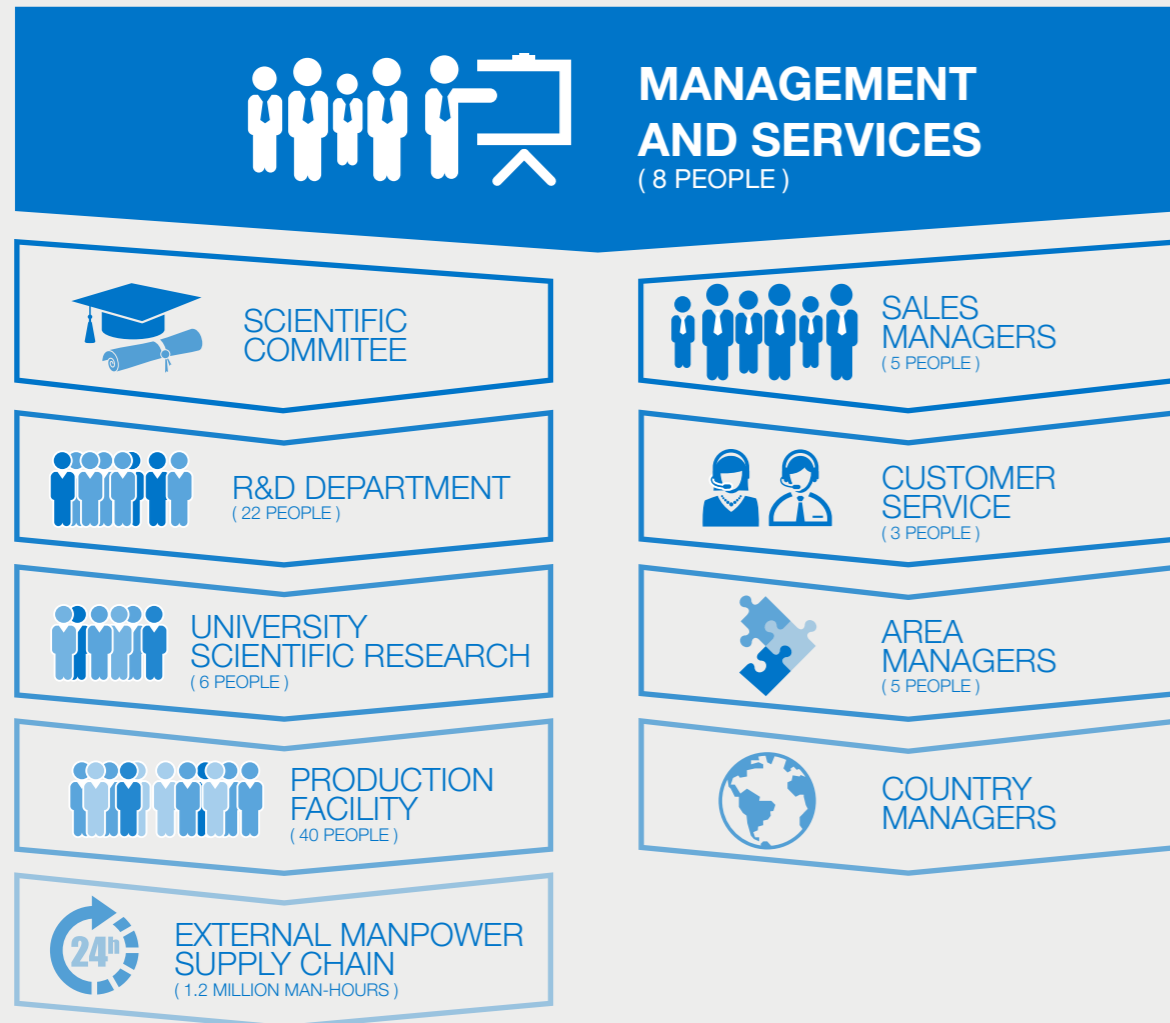 MANAGEMENT
AND SERVICES
( 8 PEOPLE )
SCIENTIFIC
COMMITEE
R&D DEPARTMENT
( 22 PEOPLE )
UNIVERSITY
SCIENTIFIC RESEARCH
( 6 PEOPLE )
PRODUCTION
FACILITY
( 40 PEOPLE )
24h
EXTERNAL MANPOWER
SUPPLY CHAIN
( 1.2 MILLION MAN-HOURS )
SALES
MANAGERS
( 5 PEOPLE )
CUSTOMER
SERVICE
( 3 PEOPLE )
AREA
MANAGERS
( 5 PEOPLE )
COUNTRY
MANAGERS